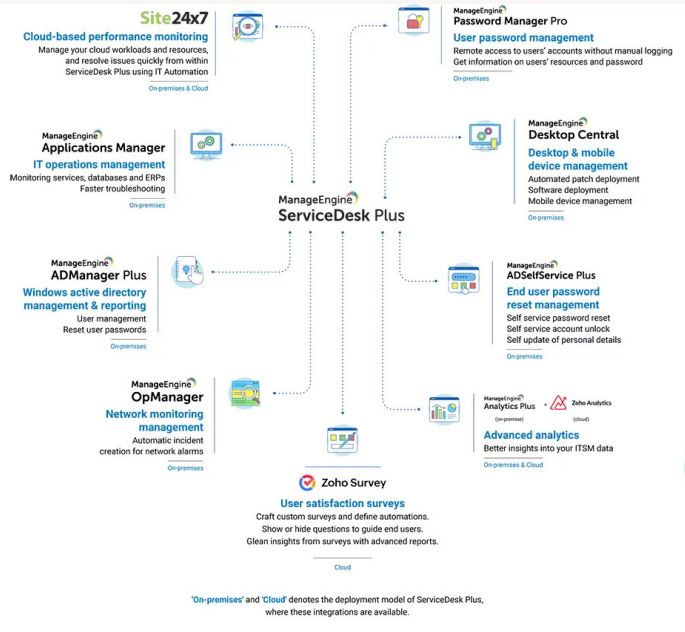 Site24x7
Cloud-based performance monitoring
Manage your cloud workloads and resources,
and resolve issues quickly from within
ServiceDesk Plus using IT Automation
On-premises & Cloud
ManageEngine
Password Manager Pro
User password management
Remote access to users' accounts without manual logging
Get information on users' resources and password
On-premises
ManageEngine
Applications Manager
IT operations management
Monitoring services, databases and ERPs
Faster troubleshooting
On-premises
ManageEngine
Desktop Central
Desktop & mobile
device management
Automated patch deployment
Software deployment
Mobile device management
On-premises
ManageEngine
ServiceDesk Plus
ManageEngine
ADManager Plus
Windows active directory
management & reporting
User management
Reset user passwords
On-premises
ManageEngine
ADSelfService Plus
End user password
reset management
Self service password reset
Self service account unlock
Self update of personal details
On-premises
ManageEngine
OpManager
Network monitoring
management
Automatic incident
creation for network alarms
On-premises
ManageEngine
Analytics Plus
(on-premise)
Zoho Analytics
(cloud)
Advanced analytics
Better insights into your ITSM data
On-premises & Cloud
Zoho Survey
User satisfaction surveys
Craft custom surveys and define automations.
Show or hide questions to guide end users.
Glean insights from surveys with advanced reports.
Cloud
'On-premises' and 'Cloud' denotes the deployment model of ServiceDesk Plus,
where these integrations are available.